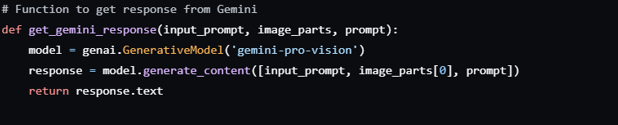 # Function to get response from Gemini
def get_gemini_response(input_prompt, image_parts, prompt):
    model = genai.GenerativeModel('gemini-pro-vision')
    response = model.generate_content([input_prompt, image_parts[0], prompt])
    return response.text